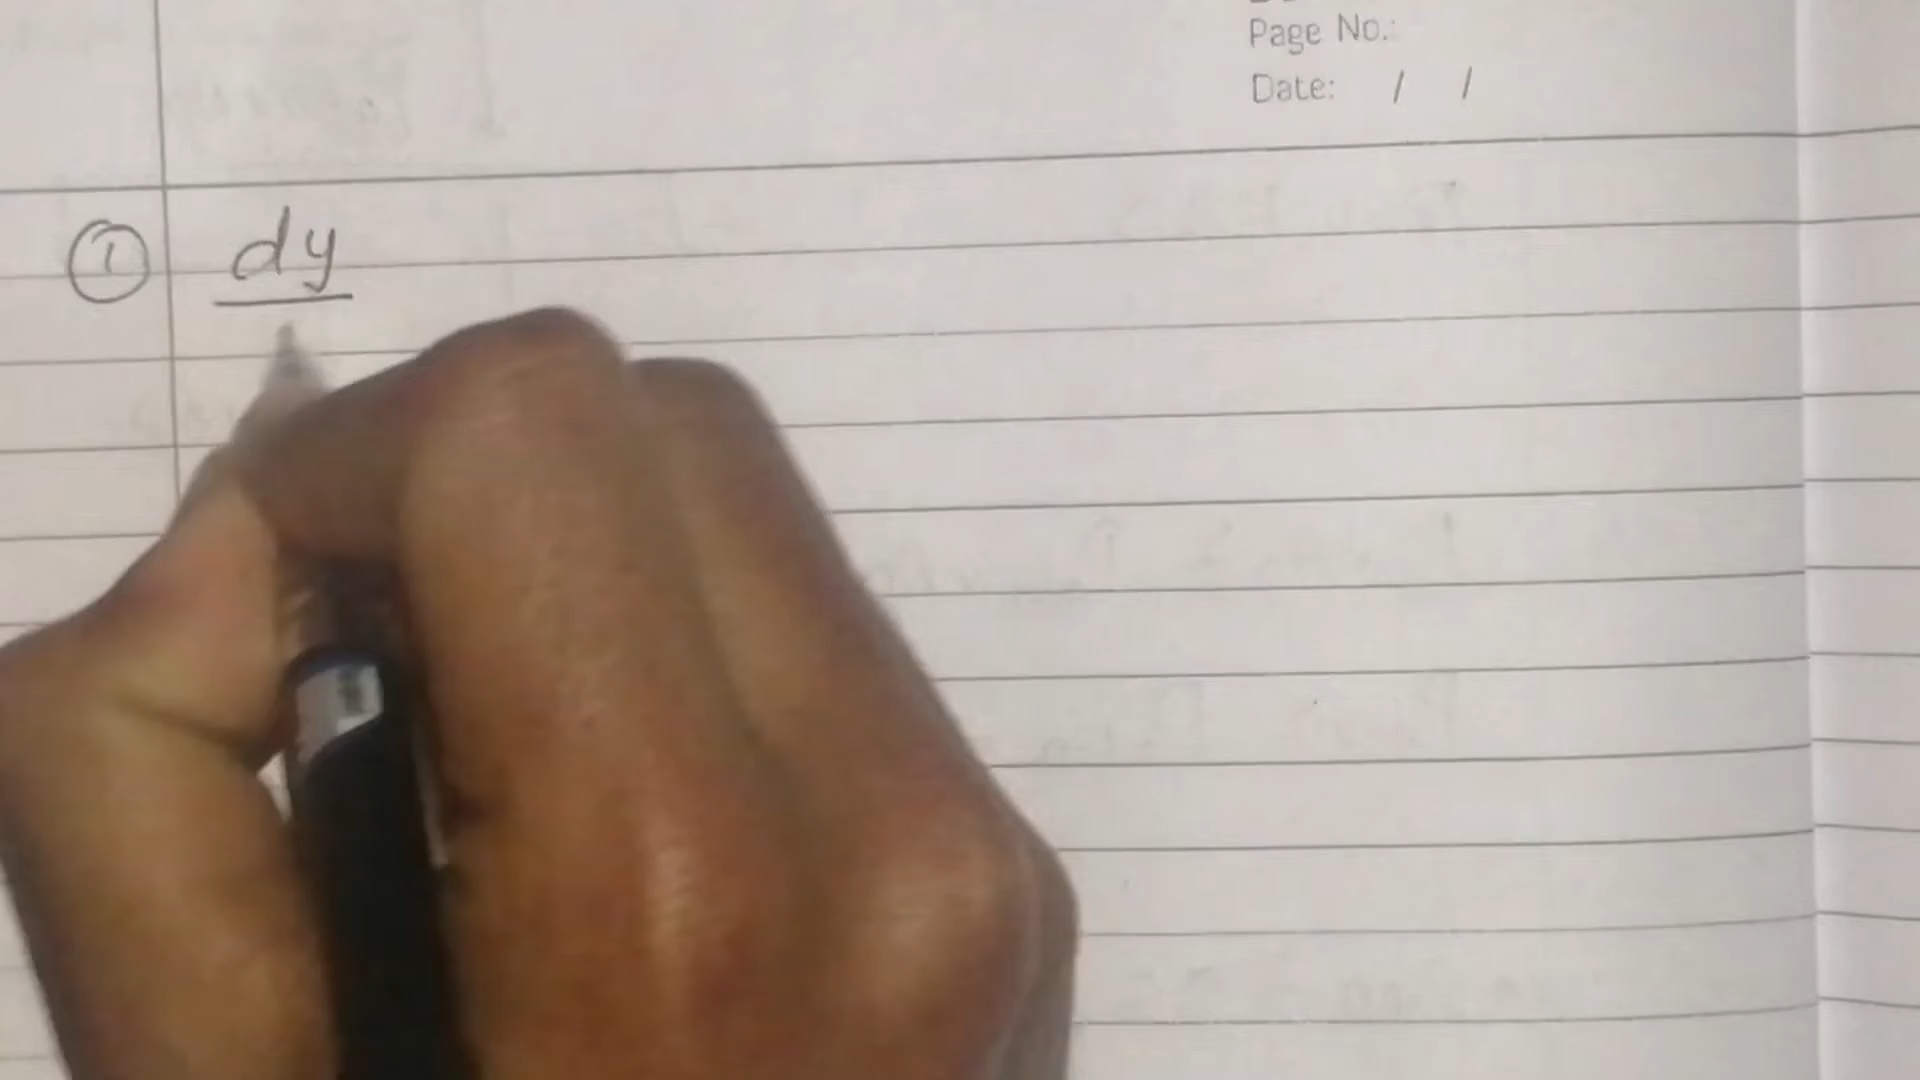 Page No.:
Date: / /
① dy